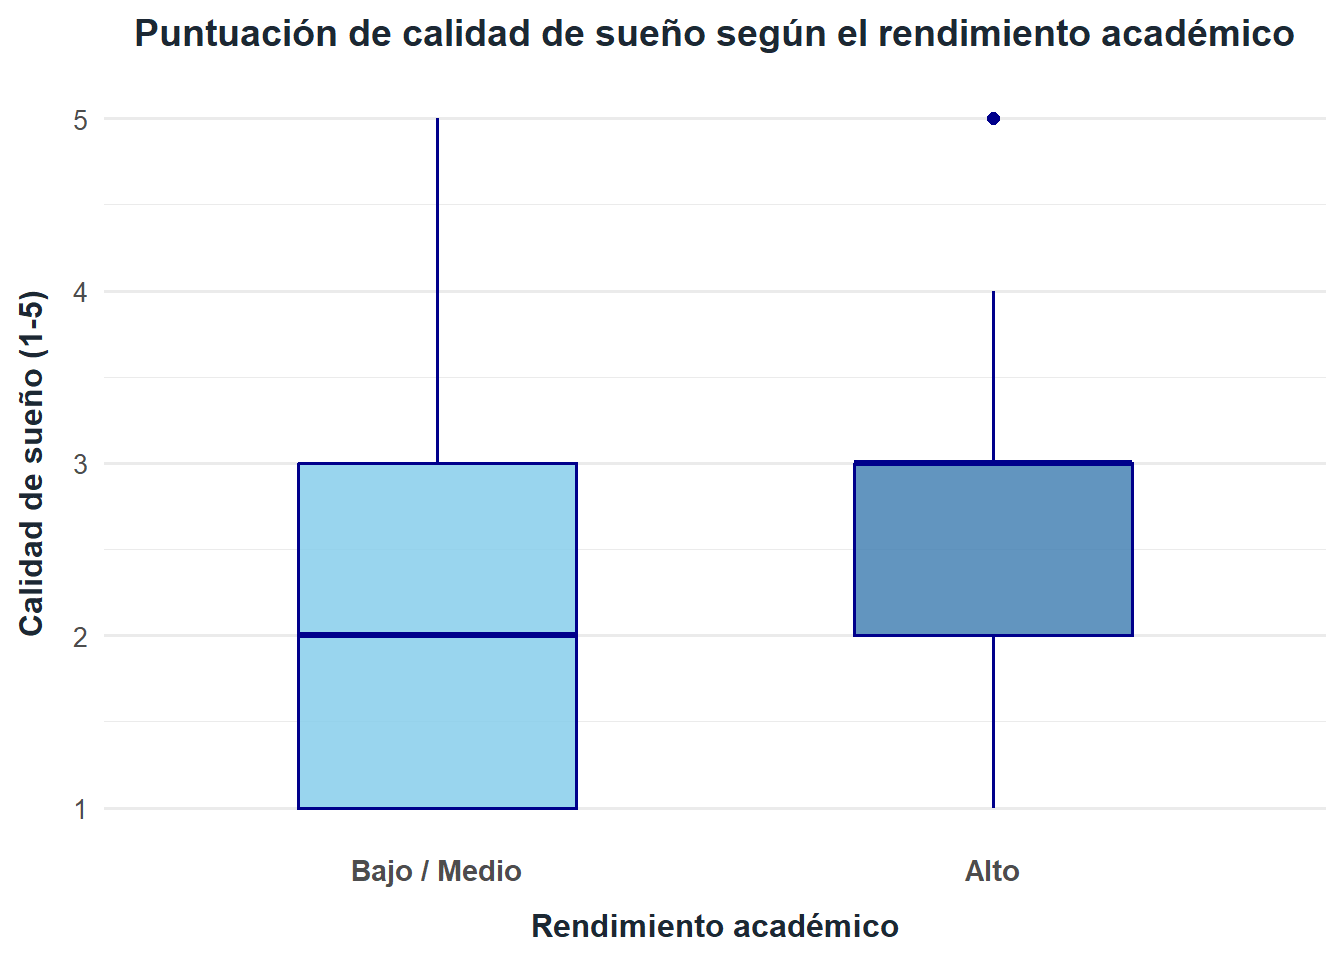 Puntuación de calidad de sueño según el rendimiento académico
Calidad de sueño (1-5)
5
4
3
2
1
Bajo / Medio
Alto
Rendimiento académico